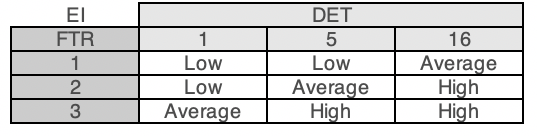 EI DET
FTR 1 5 16
1 Low Low Average
2 Low Average High
3 Average High High